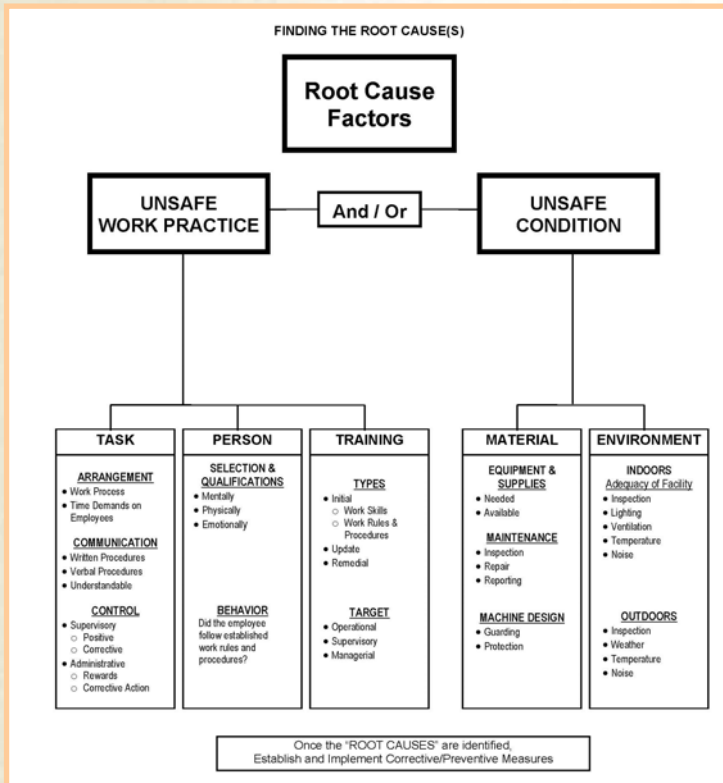 FINDING THE ROOT CAUSE(S)
Root Cause
Factors
UNSAFE
WORK PRACTICE
And / Or
UNSAFE
CONDITION
TASK
ARRANGEMENT
● Work Process
● Time Demands on
Employees
COMMUNICATION
● Written Procedures
● Verbal Procedures
● Understandable
CONTROL
● Supervisory
○ Positive
○ Corrective
● Administrative
○ Rewards
○ Corrective Action
PERSON
SELECTION &
QUALIFICATIONS
● Mentally
● Physically
● Emotionally
BEHAVIOR
Did the employee
follow established
work rules and
procedures?
TRAINING
TYPES
● Initial
○ Work Skills
○ Work Rules &
Procedures
● Update
● Remedial
TARGET
● Operational
● Supervisory
● Managerial
MATERIAL
EQUIPMENT &
SUPPLIES
● Needed
● Available
MAINTENANCE
● Inspection
● Repair
● Reporting
MACHINE DESIGN
● Guarding
● Protection
ENVIRONMENT
INDOORS
Adequacy of Facility
● Inspection
● Lighting
● Ventilation
● Temperature
● Noise
OUTDOORS
● Inspection
● Weather
● Temperature
● Noise
Once the "ROOT CAUSES" are identified,
Establish and Implement Corrective/Preventive Measures